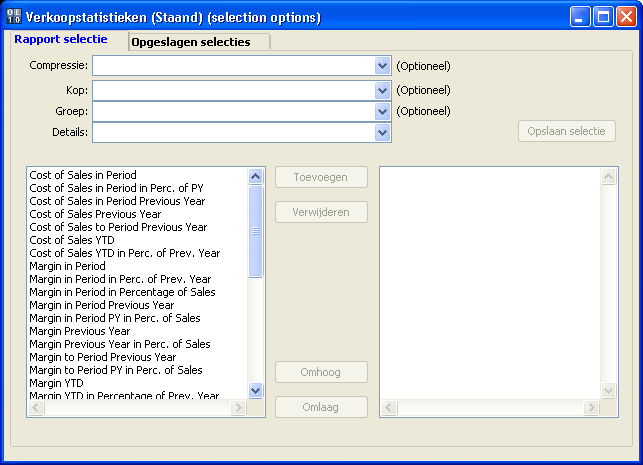 Verkoopstatistieken (Staand) (selection options)
Rapport selectie
Opgeslagen selecties
Compressie: (Optioneel)
Kop: (Optioneel)
Groep: (Optioneel)
Details:
Opslaan selectie
Cost of Sales in Period
Cost of Sales in Period in Perc. of PY
Cost of Sales in Period Previous Year
Cost of Sales Previous Year
Cost of Sales to Period Previous Year
Cost of Sales YTD
Cost of Sales YTD in Perc. of Prev. Year
Margin in Period
Margin in Period in Perc. of Prev. Year
Margin in Period in Percentage of Sales
Margin in Period Previous Year
Margin in Period PY in Perc. of Sales
Margin Previous Year
Margin Previous Year in Perc. of Sales
Margin to Period Previous Year
Margin to Period PY in Perc. of Sales
Margin YTD
Margin YTD in Percentage of Prev. Year
Toevoegen
Verwijderen
Omhoog
Omlaag